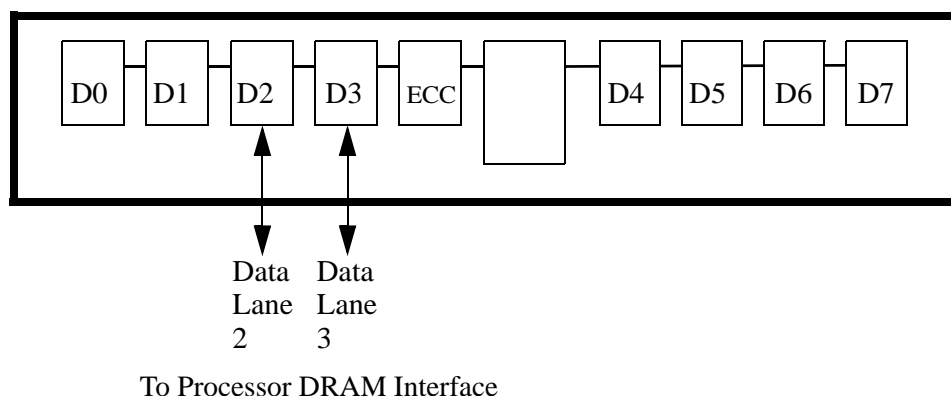 D0 D1 D2 D3 ECC D4 D5 D6 D7
Data Data
Lane Lane
2 3
To Processor DRAM Interface